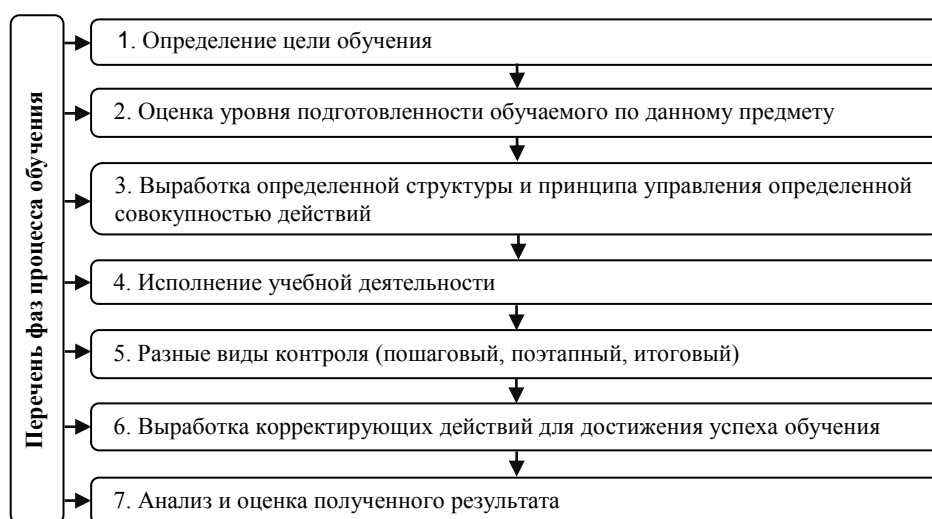 Перечень фаз процесса обучения
1. Определение цели обучения
2. Оценка уровня подготовленности обучаемого по данному предмету
3. Выработка определенной структуры и принципа управления определенной
совокупностью действий
4. Исполнение учебной деятельности
5. Разные виды контроля (пошаговый, поэтапный, итоговый)
6. Выработка корректирующих действий для достижения успеха обучения
7. Анализ и оценка полученного результата